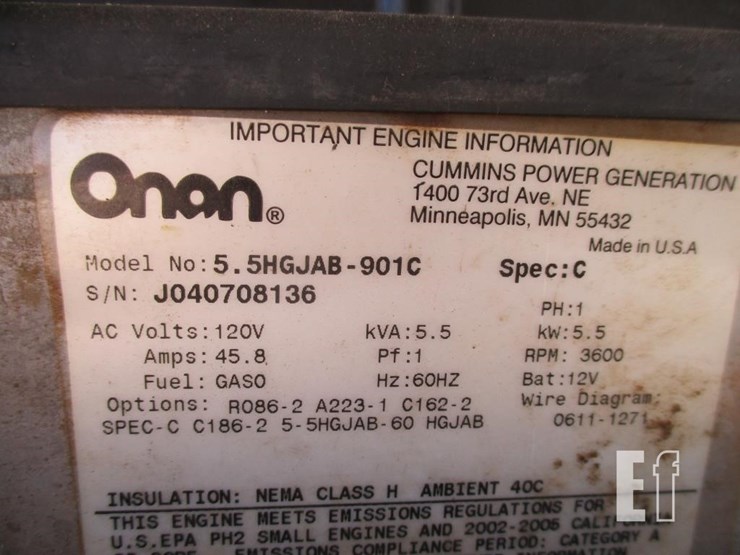 IMPORTANT ENGINE INFORMATION
Onan®
CUMMINS POWER GENERATION
1400 73rd Ave. NE
Minneapolis, MN 55432
Made in U.S.A
Model No: 5.5HGJAB-901C Spec:C
S/N: J040708136
PH:1
AC Volts:120V kVA:5.5 kW:5.5
Amps:45.8 Pf:1 RPM: 3600
Fuel: GASO Hz:60HZ Bat:12V
Options: R086-2 A223-1 C162-2 Wire Diagram:
SPEC-C C186-2 5-5HGJAB-60 HGJAB 0611-1271
INSULATION: NEMA CLASS H AMBIENT 40C
THIS ENGINE MEETS EMISSIONS REGULATIONS FOR
U.S.EPA PH2 SMALL ENGINES AND 2002-2006
EMISSIONS COMPLIANCE PERIOD: CATEGORY A
Ef